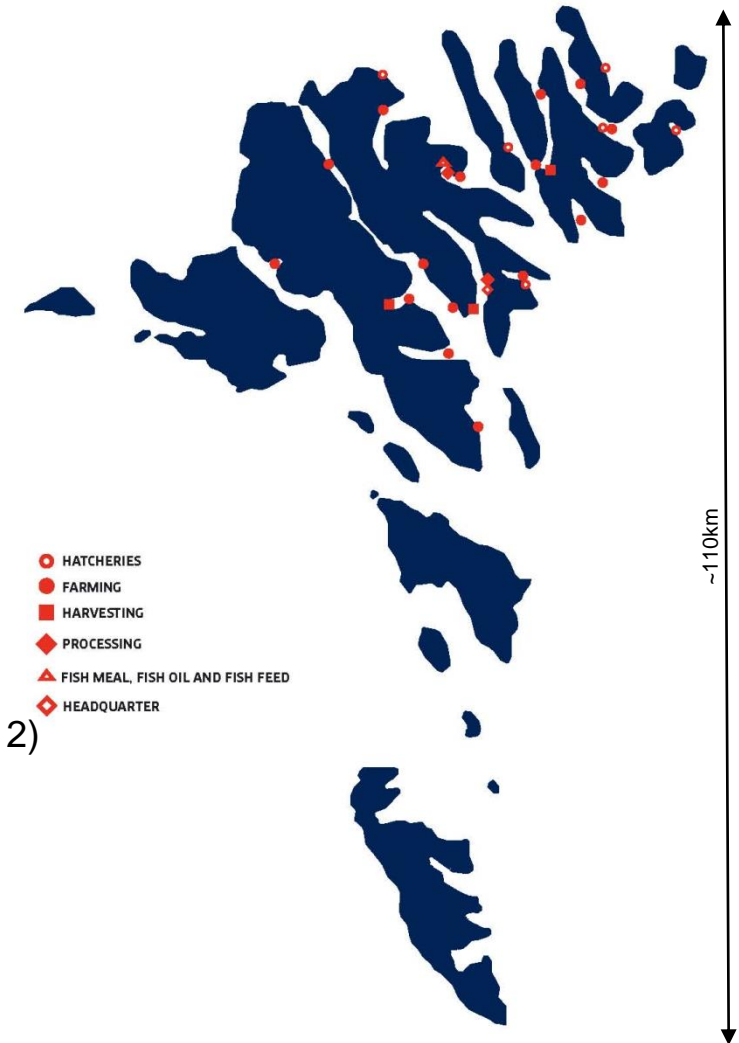 ~110km
HATCHERIES
FARMING
HARVESTING
PROCESSING
FISH MEAL, FISH OIL AND FISH FEED
HEADQUARTER
2)